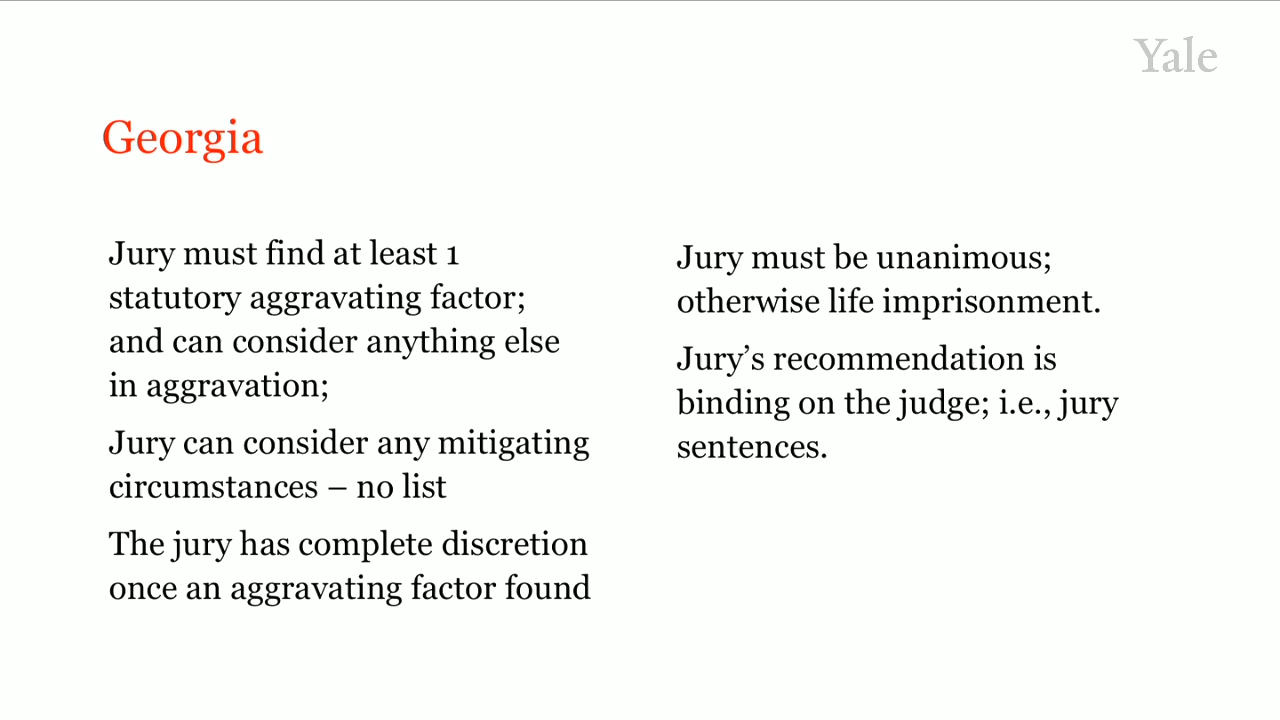 Yale
Georgia
Jury must find at least 1
statutory aggravating factor;
and can consider anything else
in aggravation;
Jury can consider any mitigating
circumstances – no list
The jury has complete discretion
once an aggravating factor found
Jury must be unanimous;
otherwise life imprisonment.
Jury’s recommendation is
binding on the judge; i.e., jury
sentences.